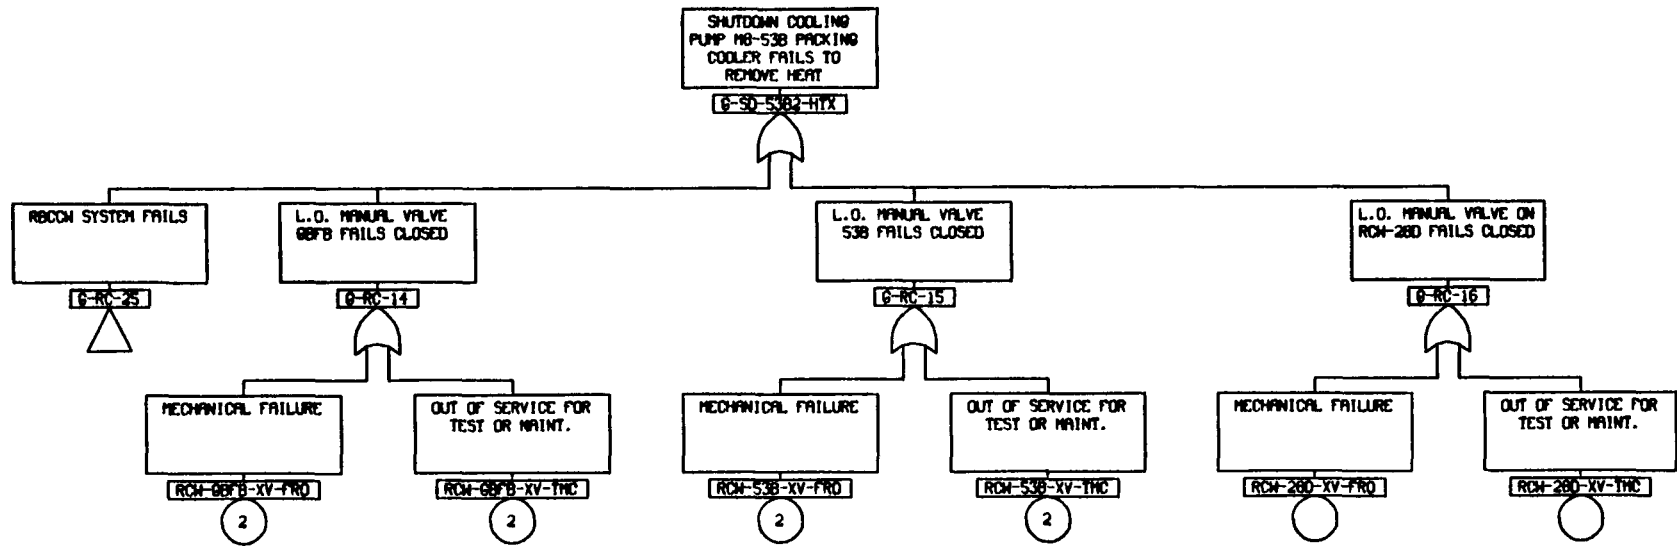 SHUTDOWN COOLING
PUMP M8-53B PACKING
COOLER FAILS TO
REMOVE HEAT
G-SD-53B2-HTX
RBCCW SYSTEM FAILS
G-RC-25
L.O. MANUAL VALVE
9BFB FAILS CLOSED
G-RC-14
L.O. MANUAL VALVE
53B FAILS CLOSED
G-RC-15
L.O. MANUAL VALVE ON
RCW-28D FAILS CLOSED
G-RC-16
MECHANICAL FAILURE
RCW-9BFB-XV-FRO
2
OUT OF SERVICE FOR
TEST OR MAINT.
RCW-9BFB-XV-TMC
2
MECHANICAL FAILURE
RCW-53B-XV-FRO
2
OUT OF SERVICE FOR
TEST OR MAINT.
RCW-53B-XV-TMC
2
MECHANICAL FAILURE
RCW-28D-XV-FRO
OUT OF SERVICE FOR
TEST OR MAINT.
RCW-28D-XV-TMC